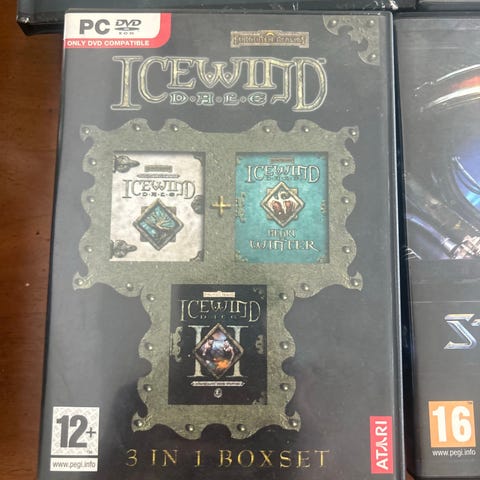 PC DVD
ROM
ONLY DVD COMPATIBLE
FORGOTTEN REALMS
ICEWIND
DALE
ICEWIND
DALE
+
ICEWIND
DALE
HEART OF
WINTER
ICEWIND
DALE
II
12+
www.pegi.info
3 IN 1 BOXSET
ATARI
S
16
www.pegi.info